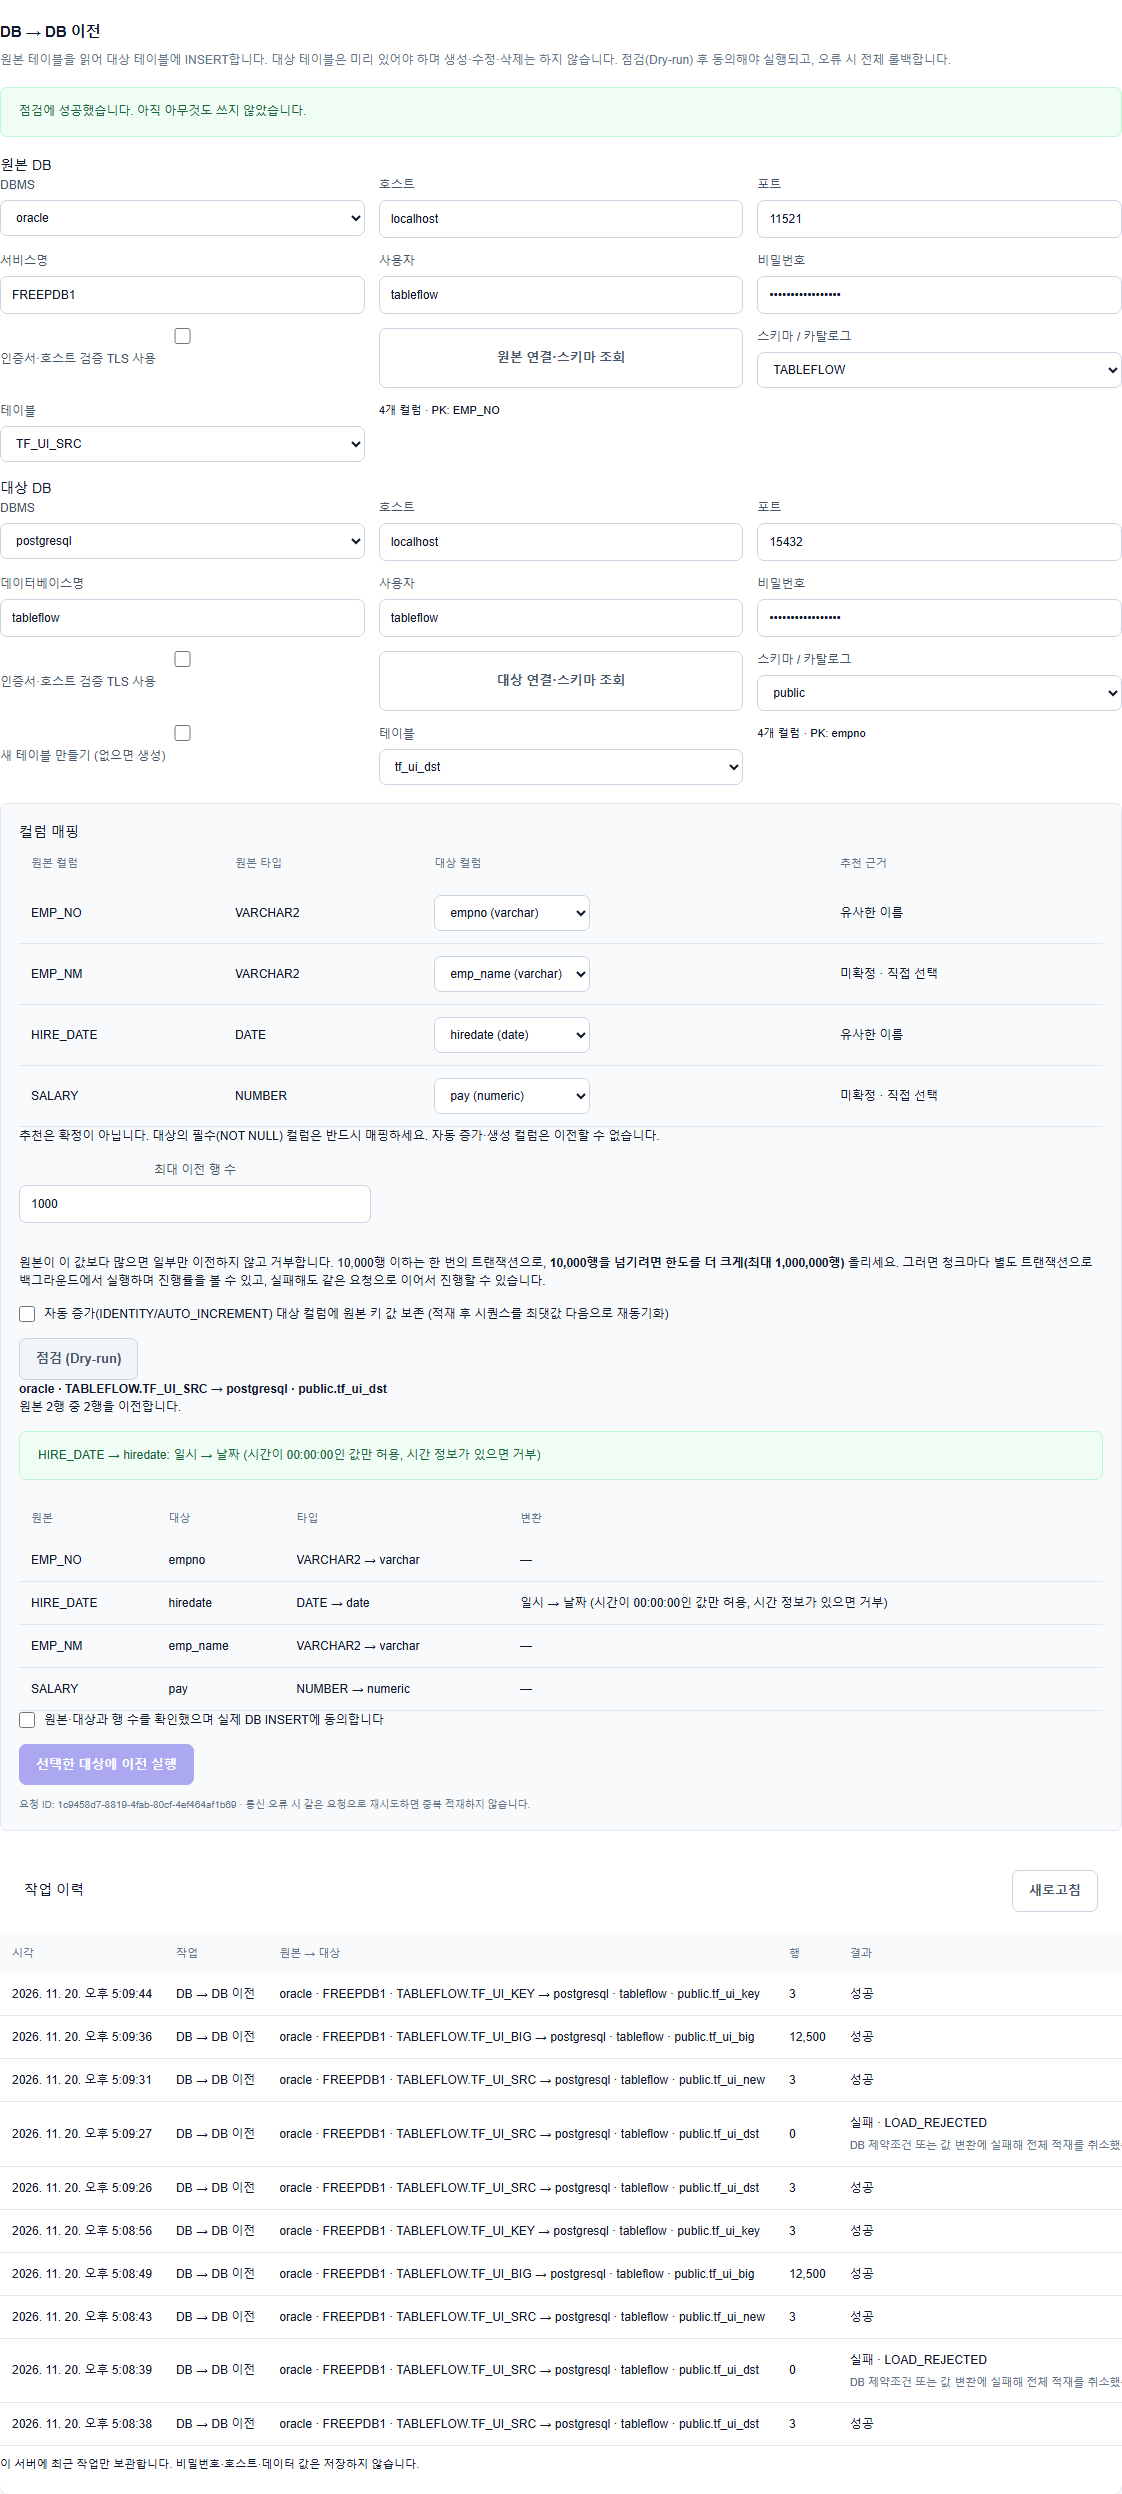 DB → DB 이전
원본 테이블을 읽어 대상 테이블에 INSERT합니다. 대상 테이블은 미리 있어야 하며 생성·수정·삭제는 하지 않습니다. 점검(Dry-run) 후 동의해야 실행되고, 오류 시 전체 롤백합니다.
점검에 성공했습니다. 아직 아무것도 쓰지 않았습니다.
원본 DB
DBMS 호스트 포트
oracle localhost 11521
서비스명 사용자 비밀번호
FREEPDB1 tableflow •••••••••••••••••
인증서·호스트 검증 TLS 사용 원본 연결·스키마 조회 스키마 / 카탈로그
TABLEFLOW
테이블 4개 컬럼 · PK: EMP_NO
TF_UI_SRC
대상 DB
DBMS 호스트 포트
postgresql localhost 15432
데이터베이스명 사용자 비밀번호
tableflow tableflow •••••••••••••••••
인증서·호스트 검증 TLS 사용 대상 연결·스키마 조회 스키마 / 카탈로그
public
새 테이블 만들기 (없으면 생성) 테이블 4개 컬럼 · PK: empno
tf_ui_dst
컬럼 매핑
원본 컬럼 원본 타입 대상 컬럼 추천 근거
EMP_NO VARCHAR2 empno (varchar) 유사한 이름
EMP_NM VARCHAR2 emp_name (varchar) 미확정 · 직접 선택
HIRE_DATE DATE hiredate (date) 유사한 이름
SALARY NUMBER pay (numeric) 미확정 · 직접 선택
추천은 확정이 아닙니다. 대상의 필수(NOT NULL) 컬럼은 반드시 매핑하세요. 자동 증가·생성 컬럼은 이전할 수 없습니다.
최대 이전 행 수
1000
원본이 이 값보다 많으면 일부만 이전하지 않고 거부합니다. 10,000행 이하는 한 번의 트랜잭션으로, 10,000행을 넘기려면 한도를 더 크게(최대 1,000,000행) 올리세요. 그러면 청크마다 별도 트랜잭션으로
백그라운드에서 실행하며 진행률을 볼 수 있고, 실패해도 같은 요청으로 이어서 진행할 수 있습니다.
자동 증가(IDENTITY/AUTO_INCREMENT) 대상 컬럼에 원본 키 값 보존 (적재 후 시퀀스를 최댓값 다음으로 재동기화)
점검 (Dry-run)
oracle · TABLEFLOW.TF_UI_SRC → postgresql · public.tf_ui_dst
원본 2행 중 2행을 이전합니다.
HIRE_DATE → hiredate: 일시 → 날짜 (시간이 00:00:00인 값만 허용, 시간 정보가 있으면 거부)
원본 대상 타입 변환
EMP_NO empno VARCHAR2 → varchar —
HIRE_DATE hiredate DATE → date 일시 → 날짜 (시간이 00:00:00인 값만 허용, 시간 정보가 있으면 거부)
EMP_NM emp_name VARCHAR2 → varchar —
SALARY pay NUMBER → numeric —
원본·대상과 행 수를 확인했으며 실제 DB INSERT에 동의합니다
선택한 대상에 이전 실행
요청 ID: 1c9458d7-8819-4fab-80cf-4ef464af1b69 · 통신 오류 시 같은 요청으로 재시도하면 중복 적재하지 않습니다.
작업 이력 새로고침
시각 작업 원본 → 대상 행 결과
2026. 11. 20. 오후 5:09:44 DB → DB 이전 oracle · FREEPDB1 · TABLEFLOW.TF_UI_KEY → postgresql · tableflow · public.tf_ui_key 3 성공
2026. 11. 20. 오후 5:09:36 DB → DB 이전 oracle · FREEPDB1 · TABLEFLOW.TF_UI_BIG → postgresql · tableflow · public.tf_ui_big 12,500 성공
2026. 11. 20. 오후 5:09:31 DB → DB 이전 oracle · FREEPDB1 · TABLEFLOW.TF_UI_SRC → postgresql · tableflow · public.tf_ui_new 3 성공
2026. 11. 20. 오후 5:09:27 DB → DB 이전 oracle · FREEPDB1 · TABLEFLOW.TF_UI_SRC → postgresql · tableflow · public.tf_ui_dst 0 실패 · LOAD_REJECTED
DB 제약조건 또는 값 변환에 실패해 전체 적재를 취소했
2026. 11. 20. 오후 5:09:26 DB → DB 이전 oracle · FREEPDB1 · TABLEFLOW.TF_UI_SRC → postgresql · tableflow · public.tf_ui_dst 3 성공
2026. 11. 20. 오후 5:08:56 DB → DB 이전 oracle · FREEPDB1 · TABLEFLOW.TF_UI_KEY → postgresql · tableflow · public.tf_ui_key 3 성공
2026. 11. 20. 오후 5:08:49 DB → DB 이전 oracle · FREEPDB1 · TABLEFLOW.TF_UI_BIG → postgresql · tableflow · public.tf_ui_big 12,500 성공
2026. 11. 20. 오후 5:08:43 DB → DB 이전 oracle · FREEPDB1 · TABLEFLOW.TF_UI_SRC → postgresql · tableflow · public.tf_ui_new 3 성공
2026. 11. 20. 오후 5:08:39 DB → DB 이전 oracle · FREEPDB1 · TABLEFLOW.TF_UI_SRC → postgresql · tableflow · public.tf_ui_dst 0 실패 · LOAD_REJECTED
DB 제약조건 또는 값 변환에 실패해 전체 적재를 취소했
2026. 11. 20. 오후 5:08:38 DB → DB 이전 oracle · FREEPDB1 · TABLEFLOW.TF_UI_SRC → postgresql · tableflow · public.tf_ui_dst 3 성공
이 서버에 최근 작업만 보관합니다. 비밀번호·호스트·데이터 값은 저장하지 않습니다.